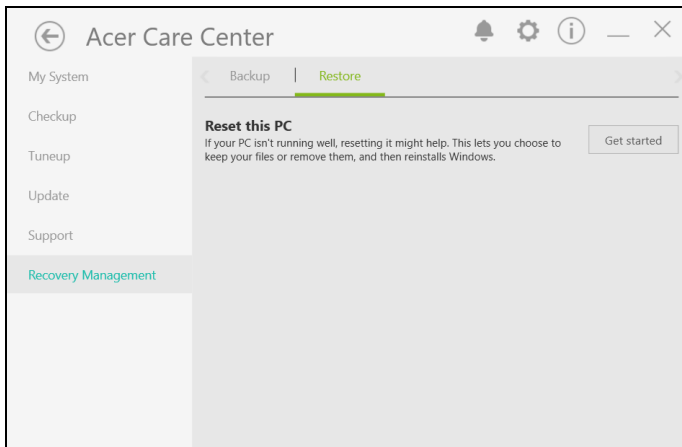 Acer Care Center
My System
Checkup
Tuneup
Update
Support
Recovery Management
Backup | Restore
Reset this PC
If your PC isn't running well, resetting it might help. This lets you choose to
keep your files or remove them, and then reinstalls Windows.
Get started